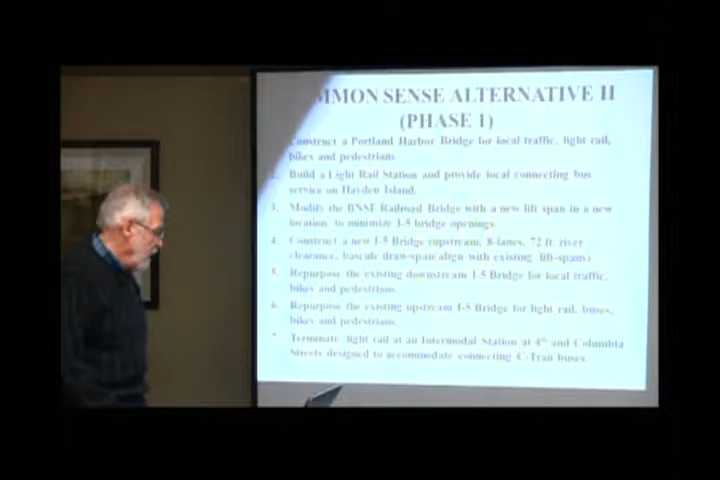 MMON SENSE ALTERNATIVE II
(PHASE 1)
Construct a Portland Harbor Bridge for local traffic, light rail,
bikes and pedestrians
2. Build a Light Rail Station and provide local connecting bus
service on Hayden Island.
3. Modify the BNSF Railroad Bridge with a new lift span in a new
location to minimize I-5 bridge openings
4. Construct a new I-5 Bridge (upstream, 8-lanes, 72 ft. river
clearance, bascule draw-span align with existing lift-spans)
5. Repurpose the existing downstream I-5 Bridge for local traffic,
bikes and pedestrians.
6. Repurpose the existing upstream I-5 Bridge for light rail, buses,
bikes and pedestrians.
Terminate light rail at an Intermodal Station at 4th and Columbia
Streets designed to accommodate connecting C-Tran buses.